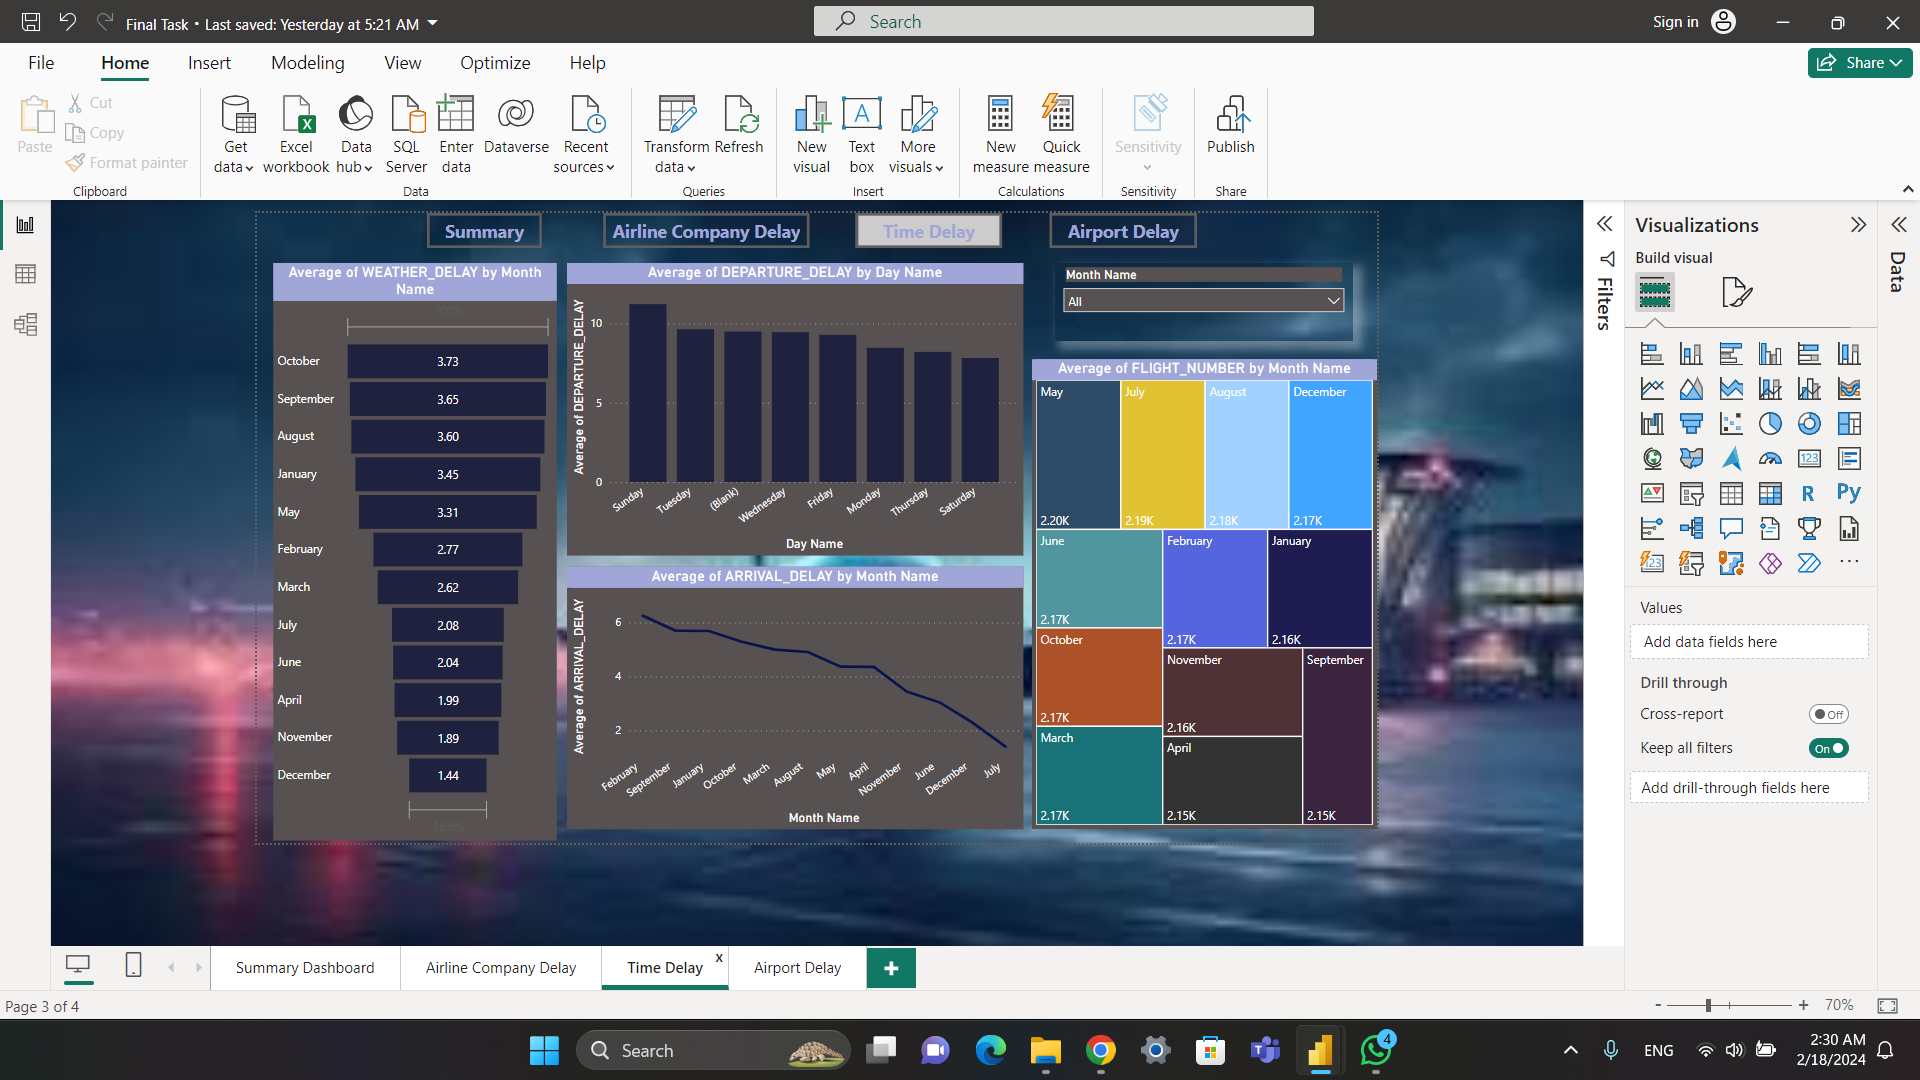 Final Task • Last saved: Yesterday at 5:21 AM
Search
Sign in
File
Home
Insert
Modeling
View
Optimize
Help
Share
Paste
Cut
Copy
Format painter
Clipboard
Get data
Excel workbook
Data hub
SQL Server
Enter data
Dataverse
Recent sources
Data
Transform data
Refresh
Queries
New visual
Text box
More visuals
Insert
New measure
Quick measure
Calculations
Sensitivity
Sensitivity
Publish
Share
Summary
Airline Company Delay
Time Delay
Airport Delay
Average of WEATHER_DELAY by Month
Name
100%
October 3.73
September 3.65
August 3.60
January 3.45
May 3.31
February 2.77
March 2.62
July 2.08
June 2.04
April 1.99
November 1.89
December 1.44
38.6%
Average of DEPARTURE_DELAY by Day Name
Average of DEPARTURE_DELAY
10
5
0
Sunday
Tuesday
(Blank)
Wednesday
Friday
Monday
Thursday
Saturday
Day Name
Average of ARRIVAL_DELAY by Month Name
Average of ARRIVAL_DELAY
6
4
2
February
September
January
October
March
August
May
April
November
June
December
July
Month Name
Month Name
All
Average of FLIGHT_NUMBER by Month Name
May
2.20K
July
2.19K
August
2.18K
December
2.17K
June
2.17K
February
2.17K
January
2.16K
October
2.17K
November
2.16K
September
2.15K
March
2.17K
April
2.15K
Filters
Visualizations
Build visual
123
R
Py
123
Values
Add data fields here
Drill through
Cross-report
Off
Keep all filters
On
Add drill-through fields here
Data
Summary Dashboard
Airline Company Delay
Time Delay
x
Airport Delay
+
Page 3 of 4
- + 70%
Search
4
ENG
2:30 AM
2/18/2024